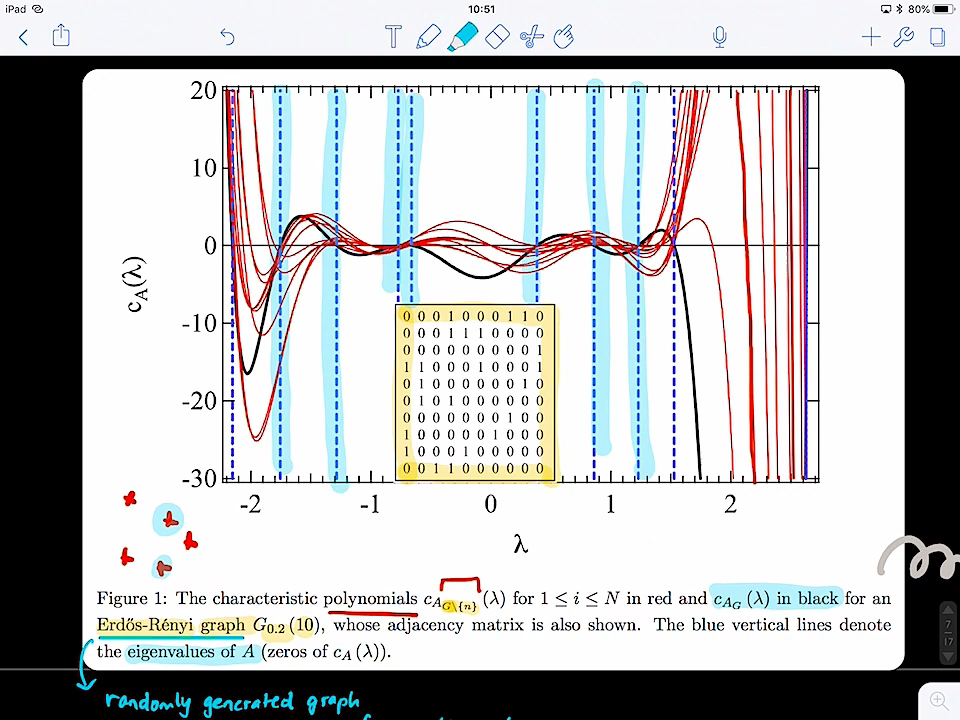 iPad 10:51 80%
T
20
10
0
-10
-20
-30
c_A(λ)
0 0 0 1 0 0 0 1 1 0
0 0 0 1 1 1 0 0 0 0
0 0 0 0 0 0 0 0 0 1
1 1 0 0 0 1 0 0 0 1
0 1 0 0 0 0 0 0 1 0
0 1 0 1 0 0 0 0 0 0
0 0 0 0 0 0 0 1 0 0
1 0 0 0 0 0 1 0 0 0
1 0 0 0 1 0 0 0 0 0
0 0 1 1 0 0 0 0 0 0
-2 -1 0 1 2
λ
Figure 1: The characteristic polynomials c_{A_{G\{n}}}(λ) for 1 ≤ i ≤ N in red and c_{A_G}(λ) in black for an
Erdős-Rényi graph G_{0.2}(10), whose adjacency matrix is also shown. The blue vertical lines denote
the eigenvalues of A (zeros of c_A(λ)).
randomly generated graph
7
17